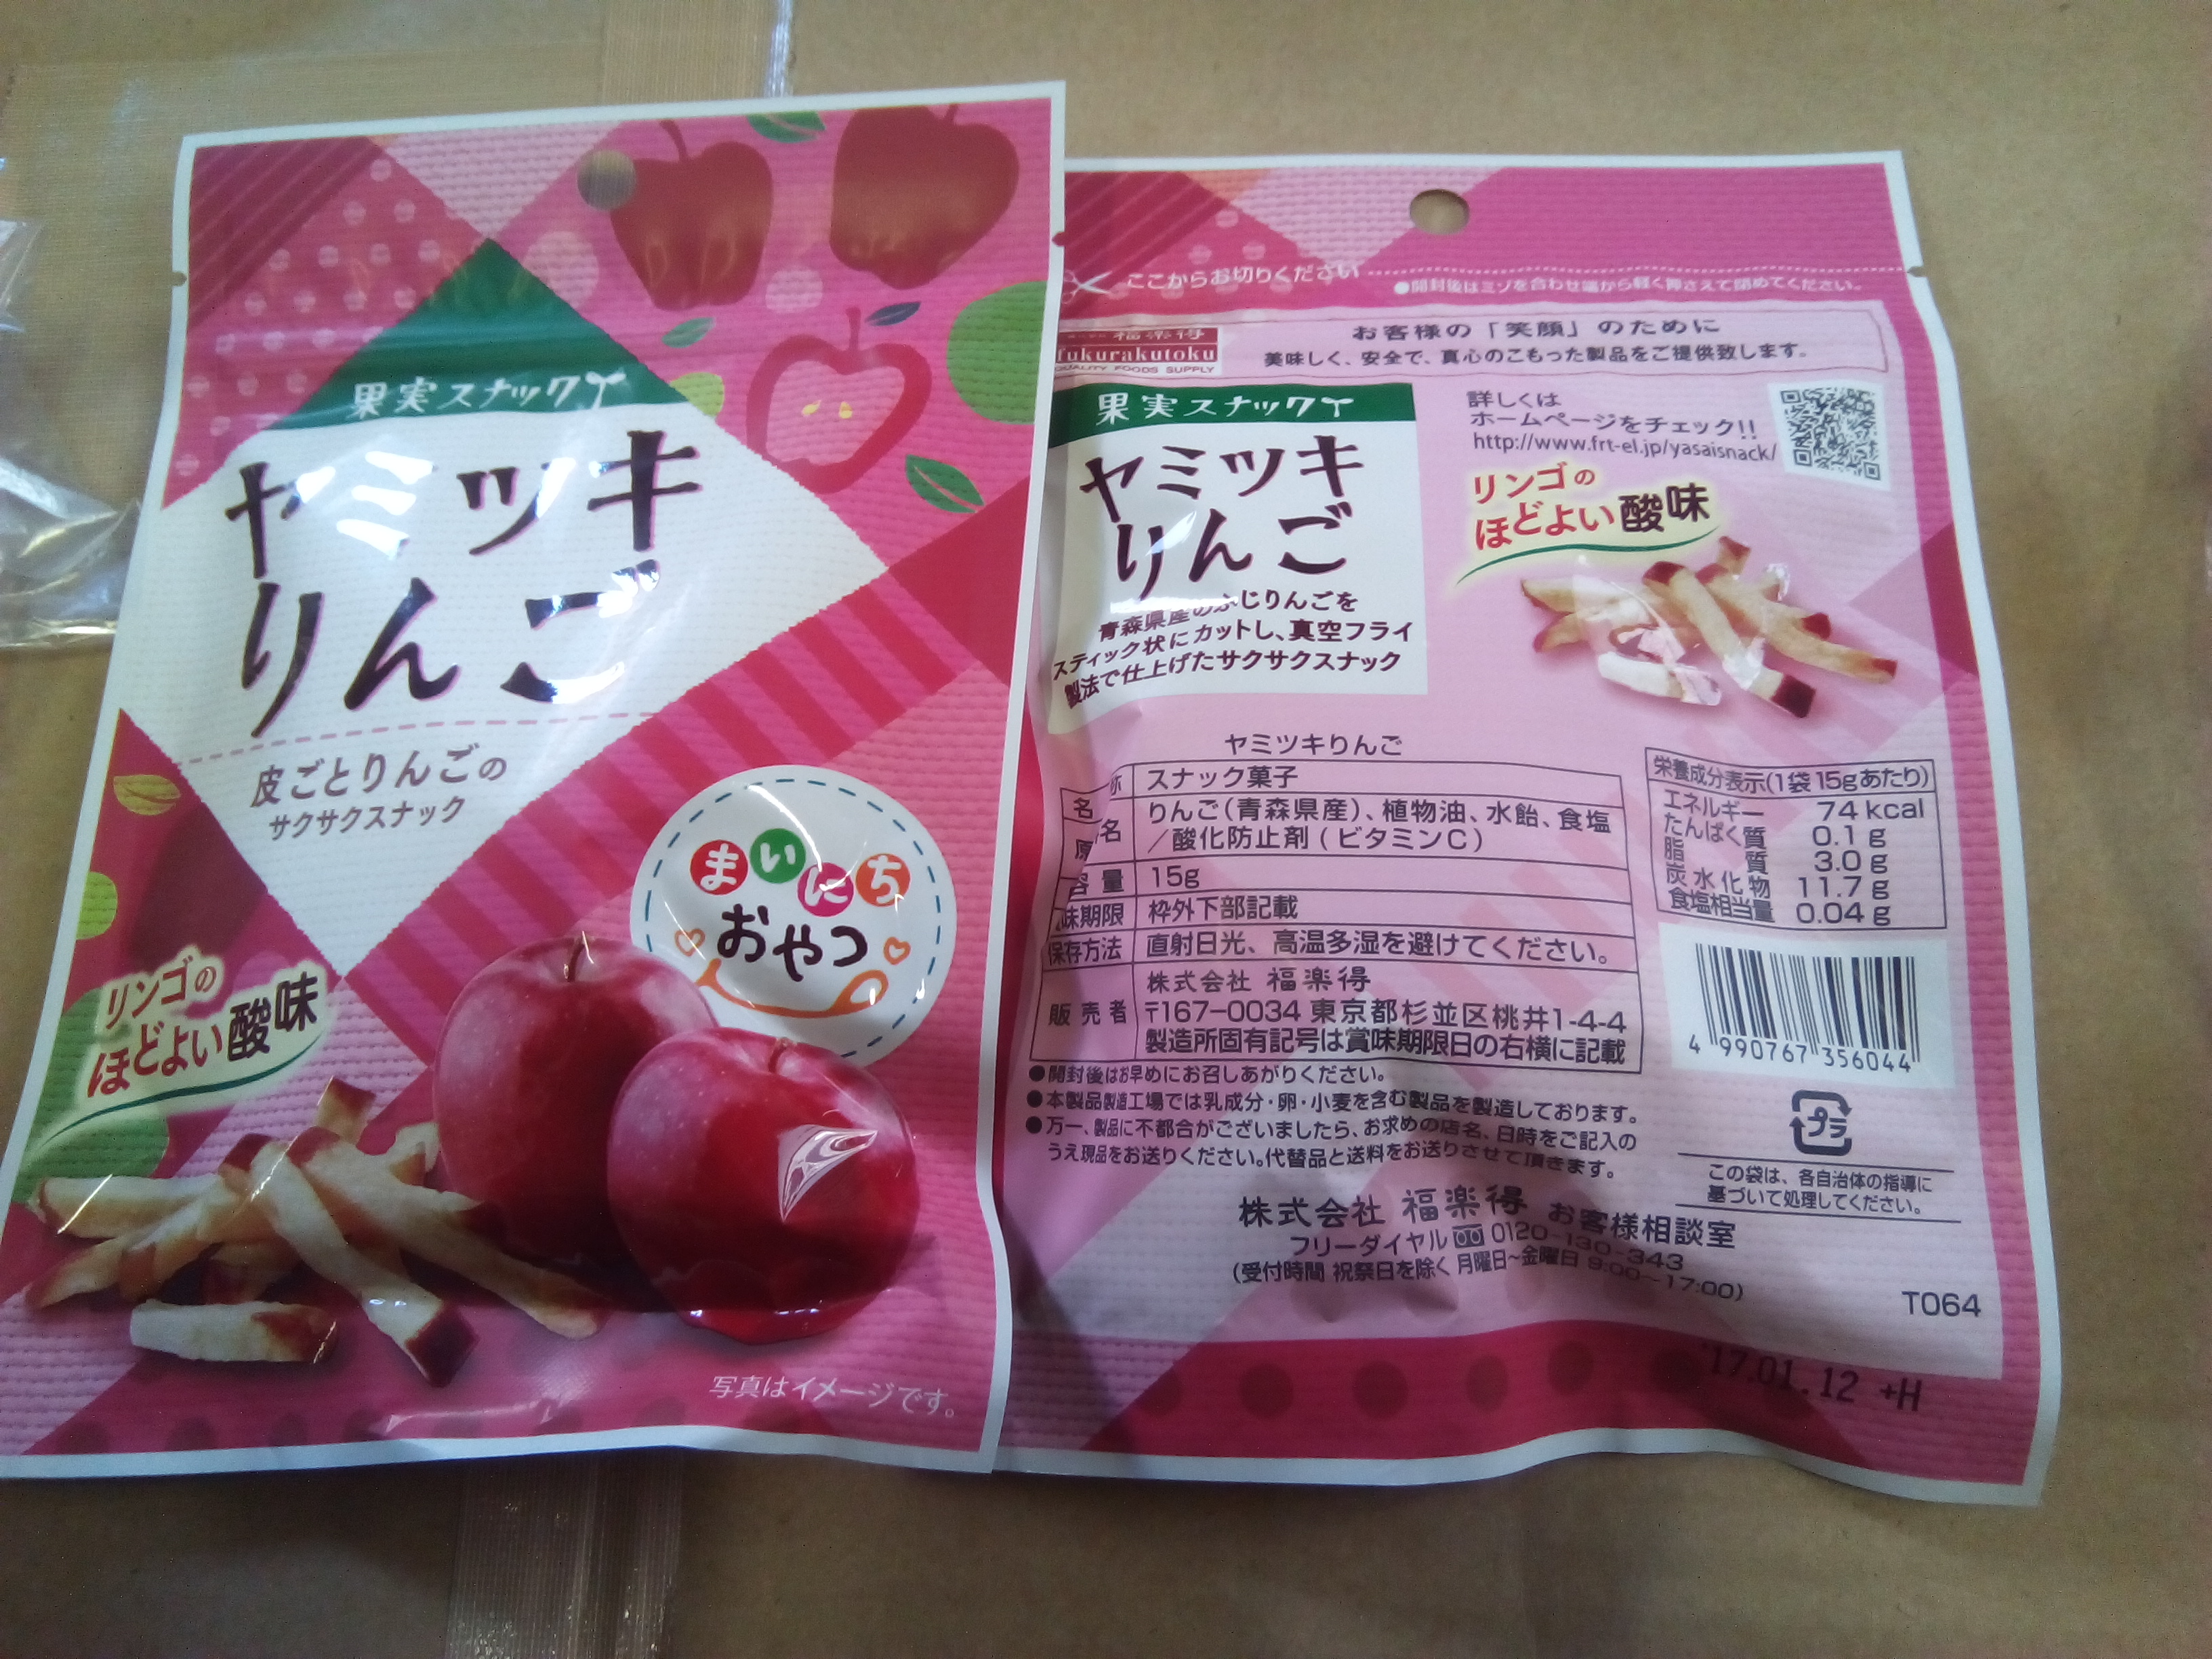 果実スナック
ヤミツキ
りんご
皮ごとりんごの
サクサクスナック
まいにち
おやつ
リンゴの
ほどよい酸味
写真はイメージです。
ここからお切りください
●開封後はミゾを合わせ端から軽く押さえて閉めてください。
福楽得
fukurakutoku
QUALITY FOODS SUPPLY
お客様の「笑顔」のために
美味しく、安全で、真心のこもった製品をご提供致します。
果実スナック
ヤミツキ
りんご
青森県産のふじりんごを
スティック状にカットし、真空フライ
製法で仕上げたサクサクスナック
詳しくは
ホームページをチェック!!
http://www.frt-el.jp/yasaisnack/
リンゴの
ほどよい酸味
ヤミツキりんご
名 称 スナック菓子
原 名 りんご(青森県産)、植物油、水飴、食塩
/酸化防止剤(ビタミンC)
容 量 15g
味期限 枠外下部記載
保存方法 直射日光、高温多湿を避けてください。
販売者 株式会社 福楽得
〒167-0034 東京都杉並区桃井1-4-4
製造所固有記号は賞味期限日の右横に記載
栄養成分表示(1袋15gあたり)
エネルギー 74kcal
たんぱく質 0.1g
脂質 3.0g
炭水化物 11.7g
食塩相当量 0.04g
4 990767 356044
プラ
この袋は、各自治体の指導に
基づいて処理してください。
●開封後はお早めにお召しあがりください。
●本製品製造工場では乳成分・卵・小麦を含む製品を製造しております。
●万一、製品に不都合がございましたら、お求めの店名、日時をご記入の
うえ現品をお送りください。代替品と送料をお送りさせて頂きます。
株式会社 福楽得 お客様相談室
フリーダイヤル 0120-130-343
(受付時間 祝祭日を除く 月曜日~金曜日 9:00~17:00)
T064
17.01.12 +H